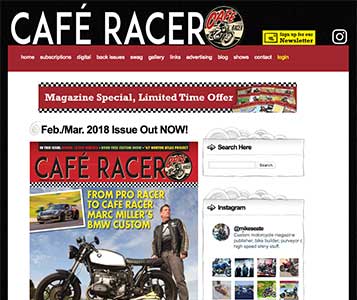 CAFÉ RACER
CAFE
RACER
Sign up for our
Newsletter
home subscriptions digital back issues swag gallery links advertising blog shows contact login
Magazine Special, Limited Time Offer
Feb./Mar. 2018 Issue Out NOW!
CAFÉ RACER
FROM PRO RACER
TO CAFE RACER
MARC MILLER'S
BMW CUSTOM
Search Here
Search
Instagram
@mikeseate
Custom motorcycle magazine
publisher, bike builder, purveyor of
high speed shiny stuff.